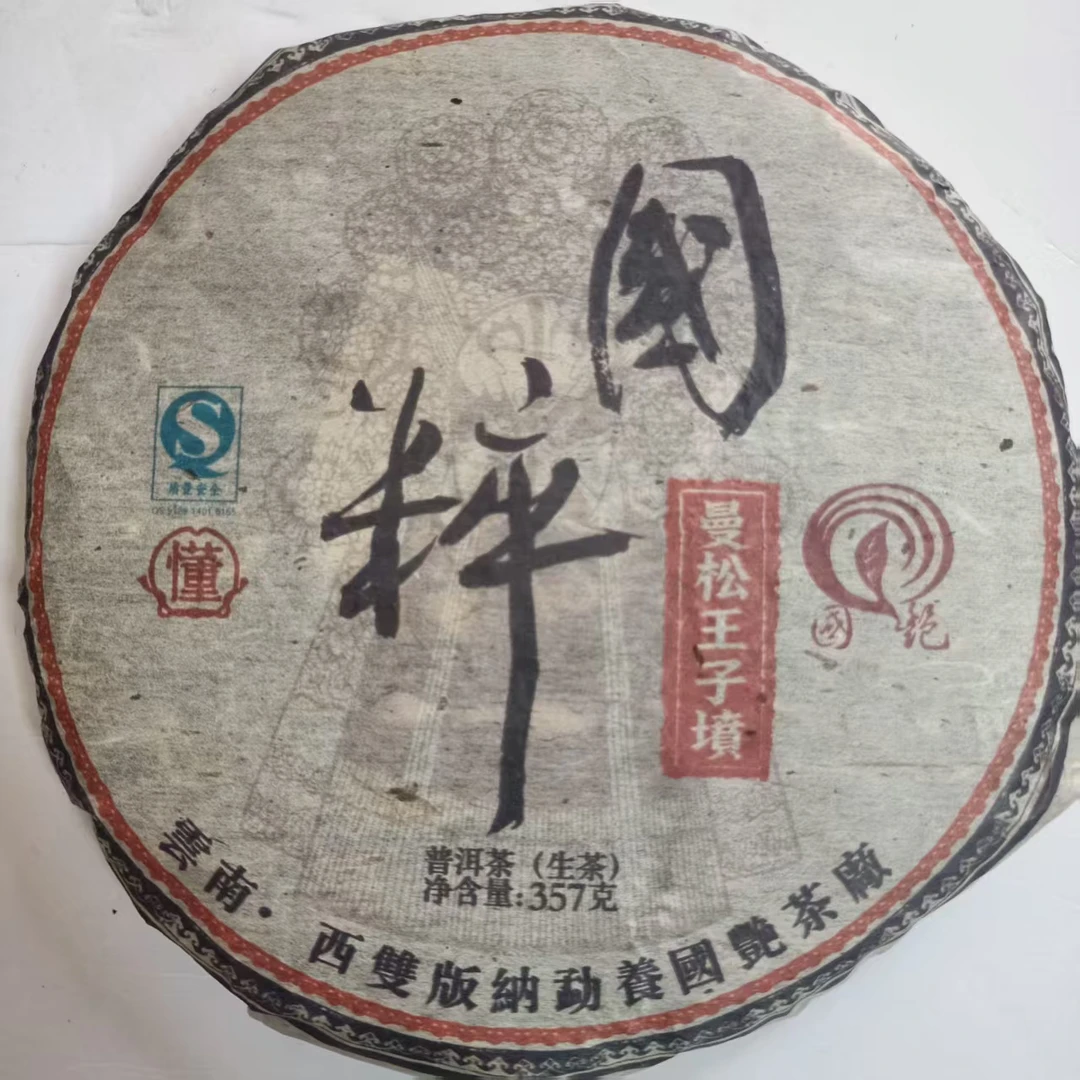 國
粹
曼松王子墳
國艷
質量安全
懂
普洱茶（生茶）
净含量:357克
雲南·西雙版納勐養國艷茶廠